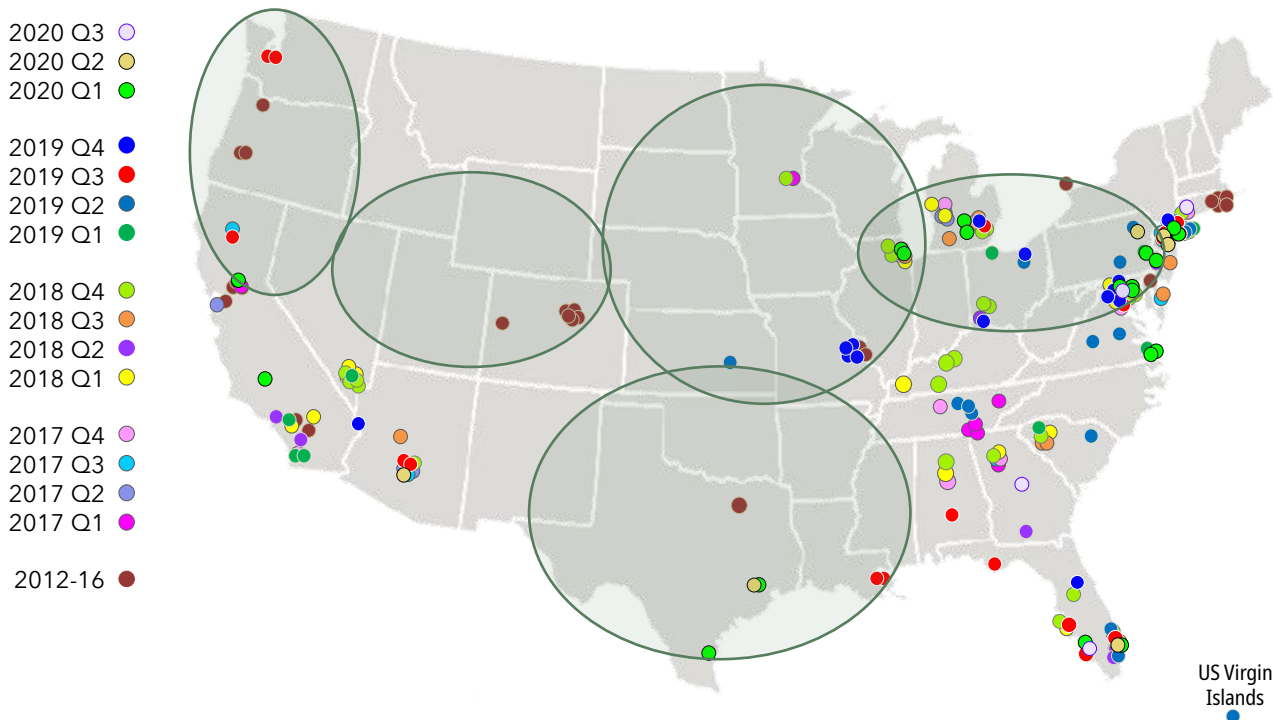 2020 Q3
2020 Q2
2020 Q1
2019 Q4
2019 Q3
2019 Q2
2019 Q1
2018 Q4
2018 Q3
2018 Q2
2018 Q1
2017 Q4
2017 Q3
2017 Q2
2017 Q1
2012-16
US Virgin
Islands